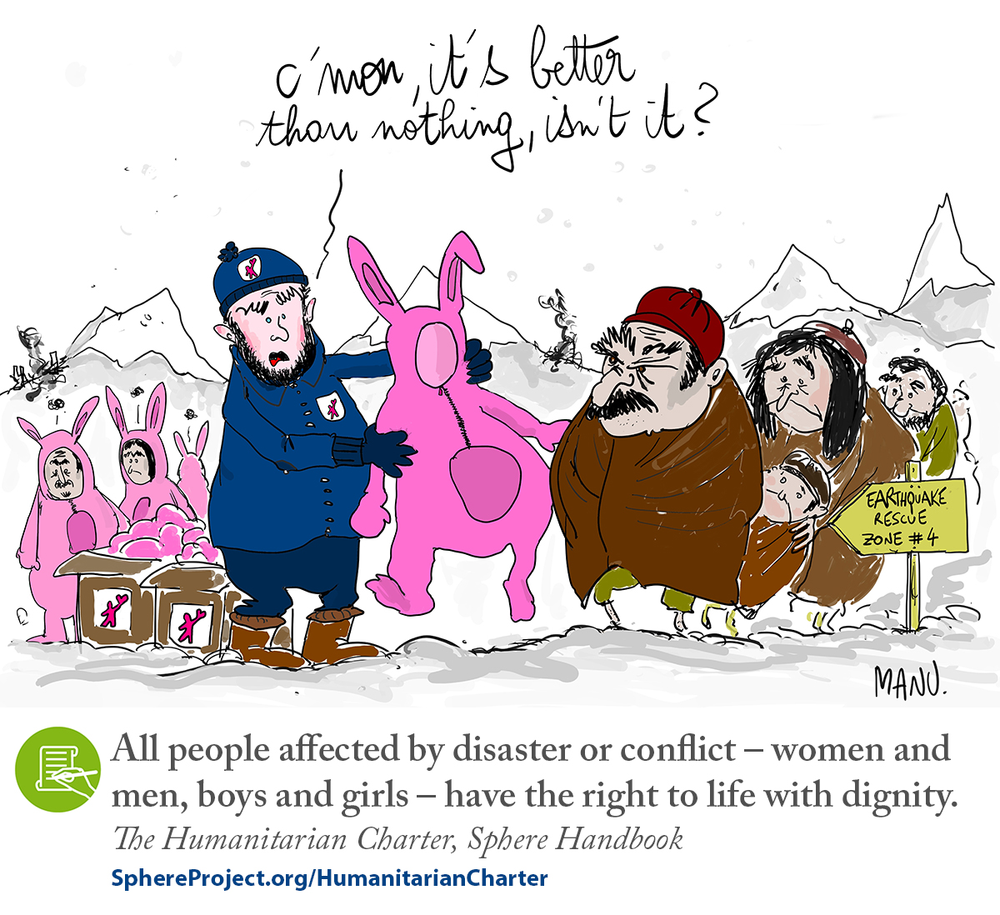 c'mon, it's better
than nothing, isn't it?
EARTHQUAKE
RESCUE
ZONE #4
MANU.
All people affected by disaster or conflict – women and
men, boys and girls – have the right to life with dignity.
The Humanitarian Charter, Sphere Handbook
SphereProject.org/HumanitarianCharter